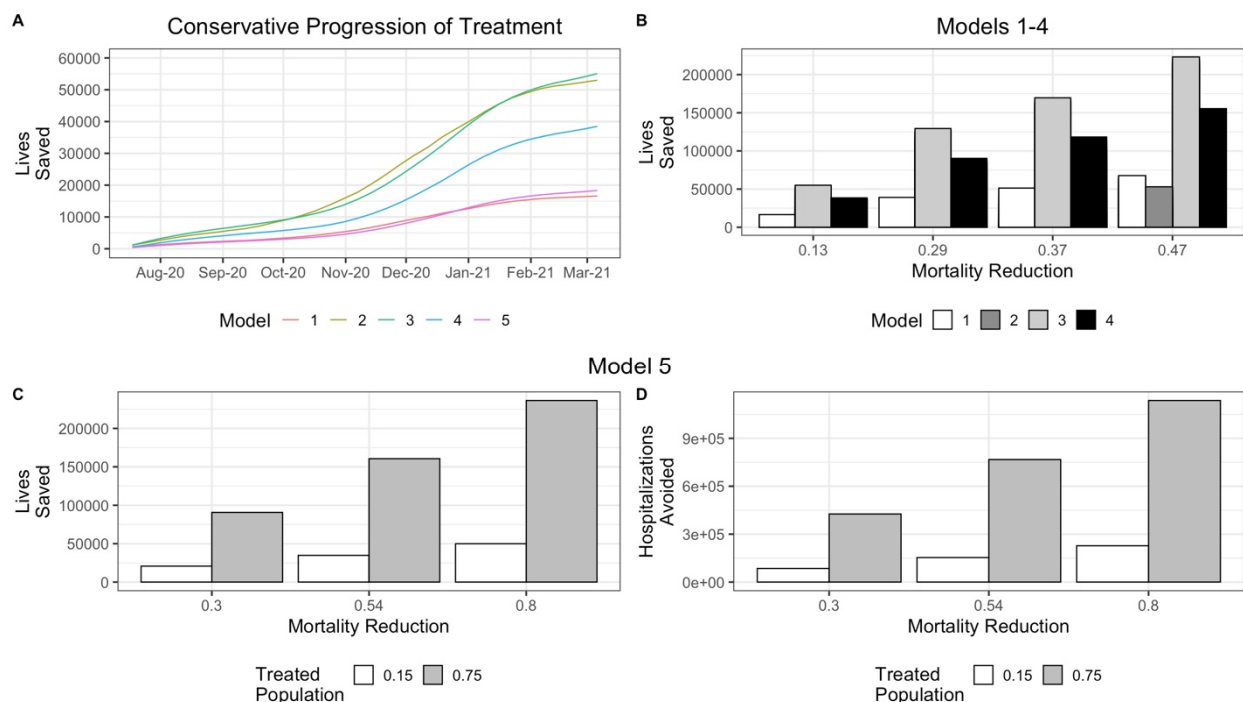 A
Conservative Progression of Treatment
Lives
Saved
60000
50000
40000
30000
20000
10000
0
Aug-20 Sep-20 Oct-20 Nov-20 Dec-20 Jan-21 Feb-21 Mar-21
Model 1 2 3 4 5
B
Models 1-4
Lives
Saved
200000
150000
100000
50000
0
0.13 0.29 0.37 0.47
Mortality Reduction
Model 1 2 3 4
Model 5
C
Lives
Saved
200000
150000
100000
50000
0
0.3 0.54 0.8
Mortality Reduction
Treated
Population 0.15 0.75
D
Hospitalizations
Avoided
9e+05
6e+05
3e+05
0e+00
0.3 0.54 0.8
Mortality Reduction
Treated
Population 0.15 0.75